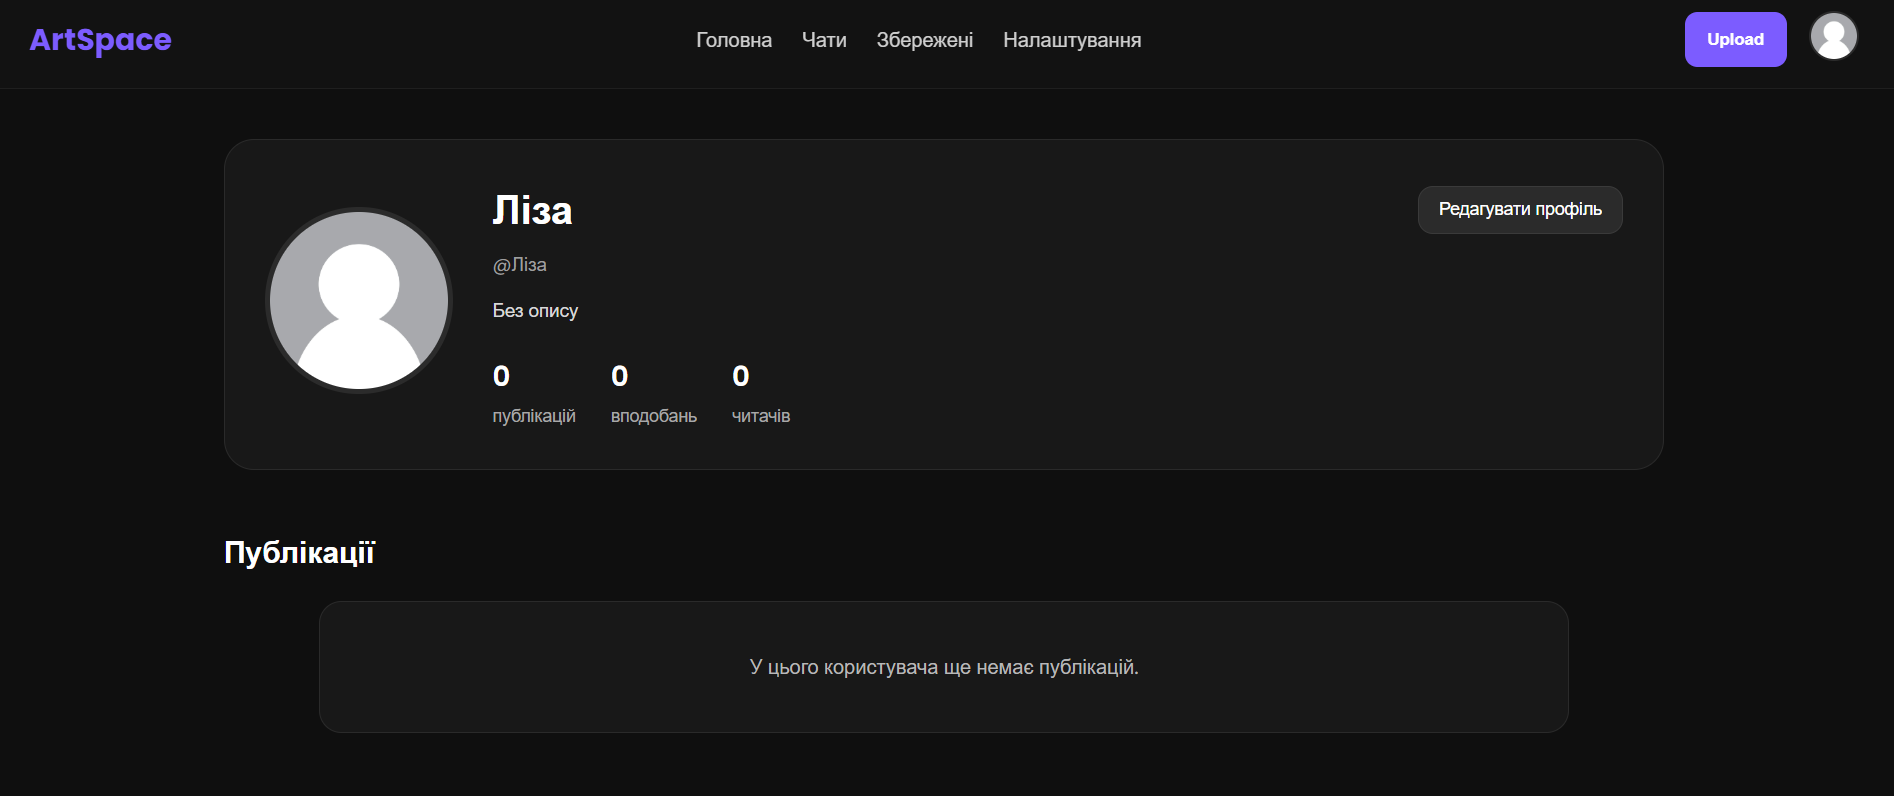 ArtSpace
Головна Чати Збережені Налаштування
Upload
Ліза
Редагувати профіль
@Ліза
Без опису
0 0 0
публікацій вподобань читачів
Публікації
У цього користувача ще немає публікацій.